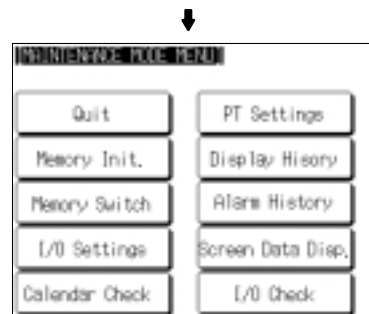 [MAINTENANCE MODE MENU]
Quit
PT Settings
Memory Init.
Display Hisory
Memory Switch
Alarm History
I/O Settings
Screen Data Disp.
Calendar Check
I/O Check